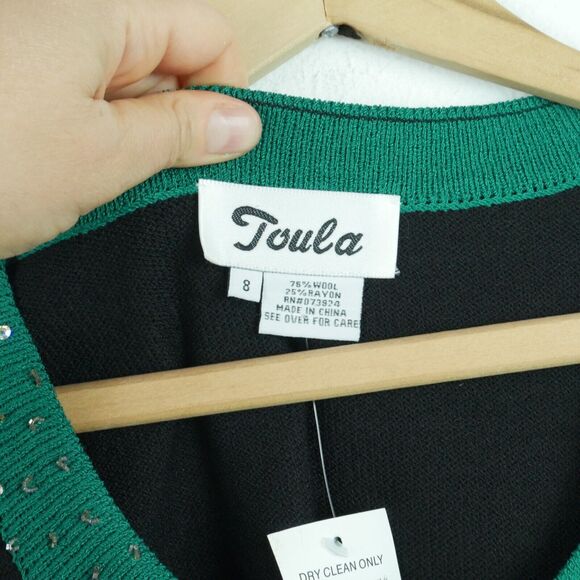 Toula
8
75% WOOL
25% RAYON
RN#073924
MADE IN CHINA
SEE OVER FOR CARE
DRY CLEAN ONLY